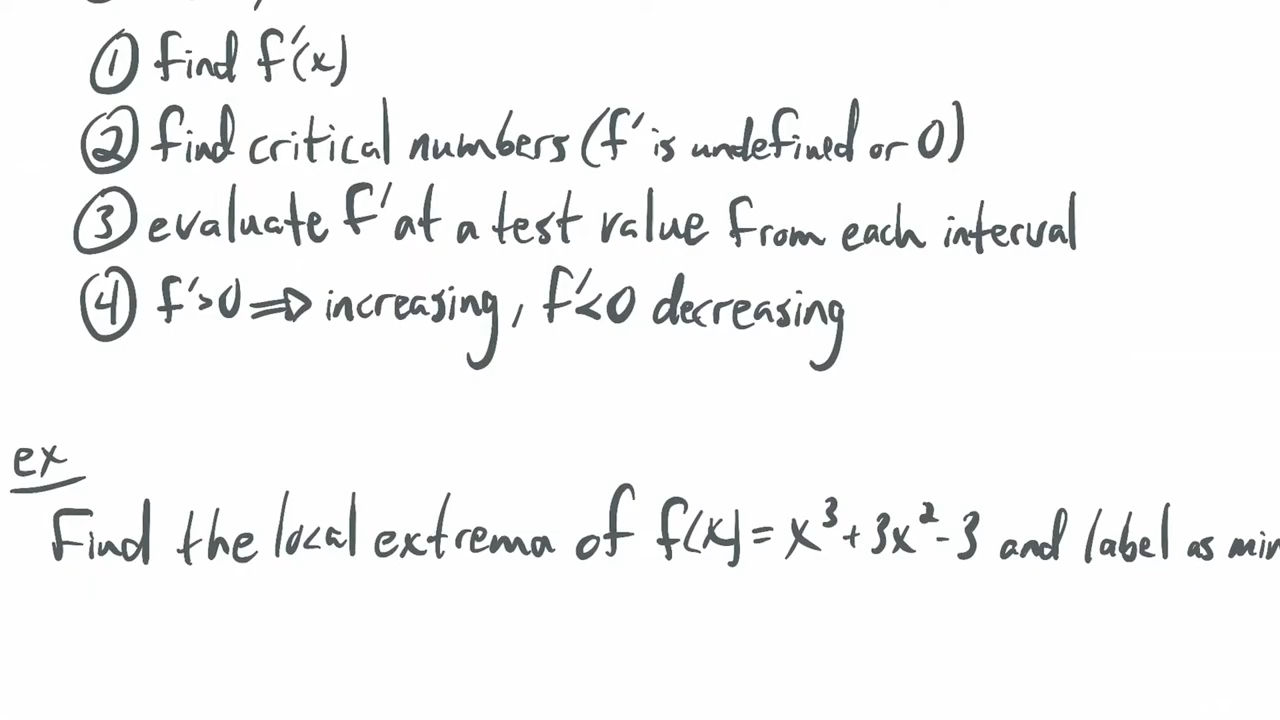 ① find f'(x)
② find critical numbers (f' is undefined or 0)
③ evaluate f' at a test value from each interval
④ f'>0 ⇒ increasing, f'<0 decreasing
ex
Find the local extrema of f(x) = x³ + 3x² - 3 and label as